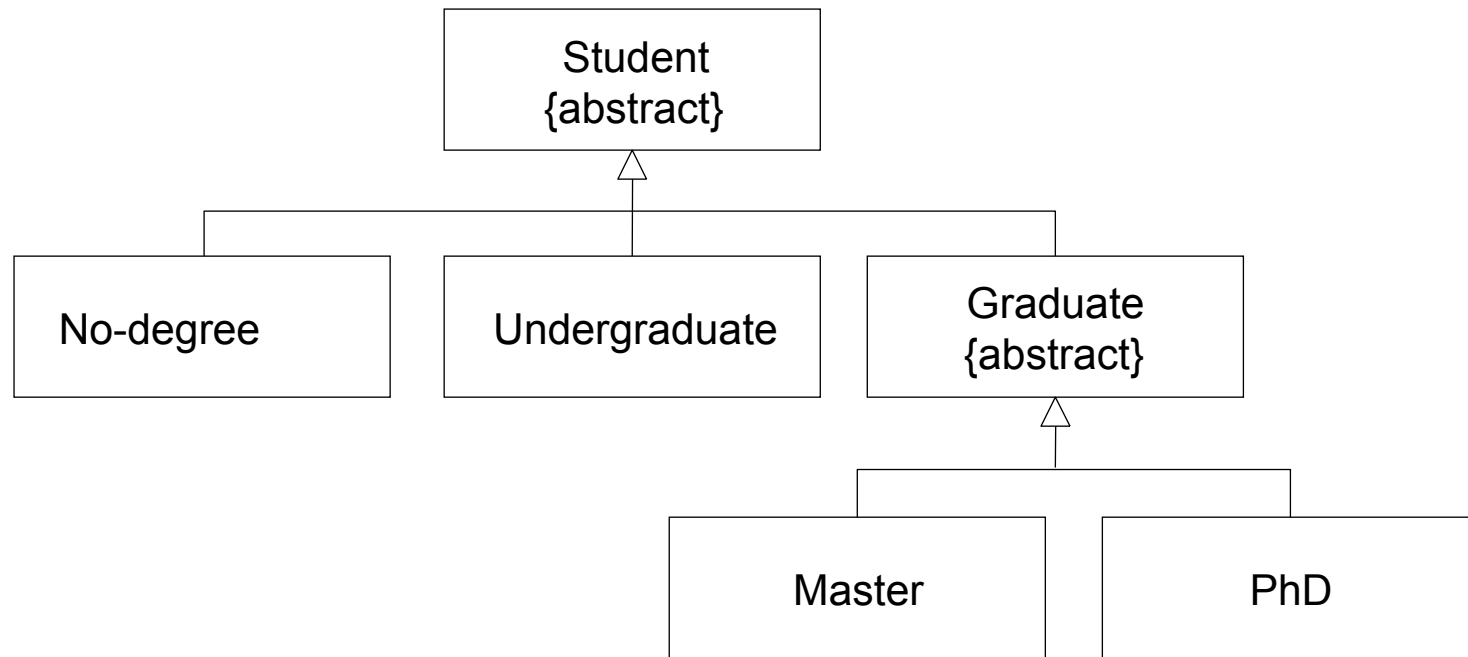 Student
{abstract}
No-degree
Undergraduate
Graduate
{abstract}
Master
PhD